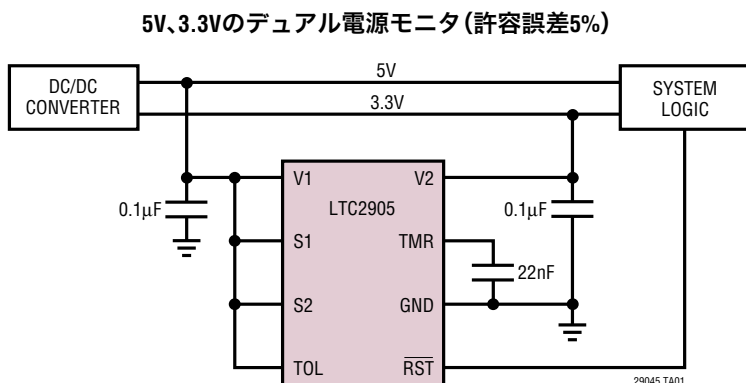 5V、3.3Vのデュアル電源モニタ(許容誤差5%)
DC/DC
CONVERTER
5V
3.3V
SYSTEM
LOGIC
0.1µF
V1
V2
LTC2905
0.1µF
S1
TMR
22nF
S2
GND
TOL
RST
29045 TA01